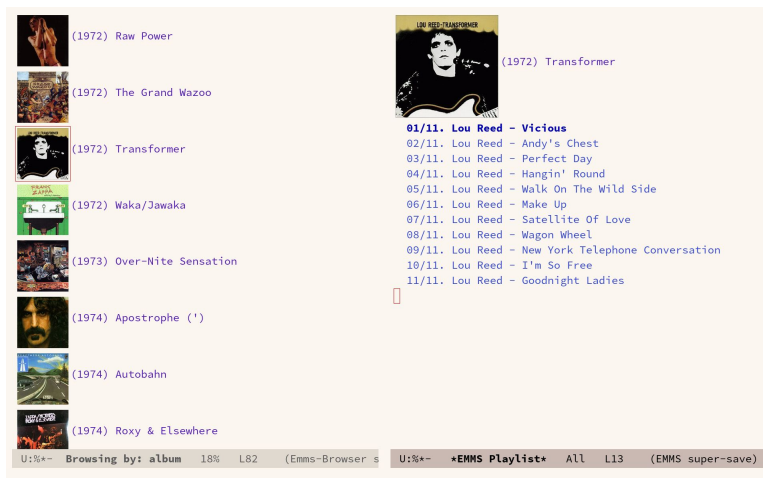 (1972) Raw Power
(1972) The Grand Wazoo
(1972) Transformer
(1972) Waka/Jawaka
(1973) Over-Nite Sensation
(1974) Apostrophe (')
(1974) Autobahn
(1974) Roxy & Elsewhere
U:%*- Browsing by: album 18% L82 (Emms-Browser s
LOU REED·TRANSFORMER
(1972) Transformer
01/11. Lou Reed - Vicious
02/11. Lou Reed - Andy's Chest
03/11. Lou Reed - Perfect Day
04/11. Lou Reed - Hangin' Round
05/11. Lou Reed - Walk On The Wild Side
06/11. Lou Reed - Make Up
07/11. Lou Reed - Satellite Of Love
08/11. Lou Reed - Wagon Wheel
09/11. Lou Reed - New York Telephone Conversation
10/11. Lou Reed - I'm So Free
11/11. Lou Reed - Goodnight Ladies
U:%*- *EMMS Playlist* All L13 (EMMS super-save)